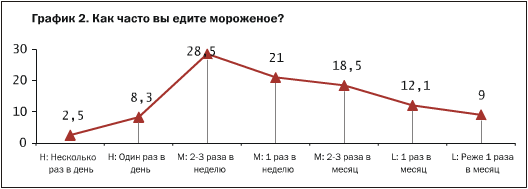 График 2. Как часто вы едите мороженое?
30
20
10
0
2,5
8,3
28,5
21
18,5
12,1
9
Н: Несколько раз в день
Н: Один раз в день
М: 2-3 раза в неделю
М: 1 раз в неделю
М: 2-3 раза в месяц
L: 1 раз в месяц
L: Реже 1 раза в месяц